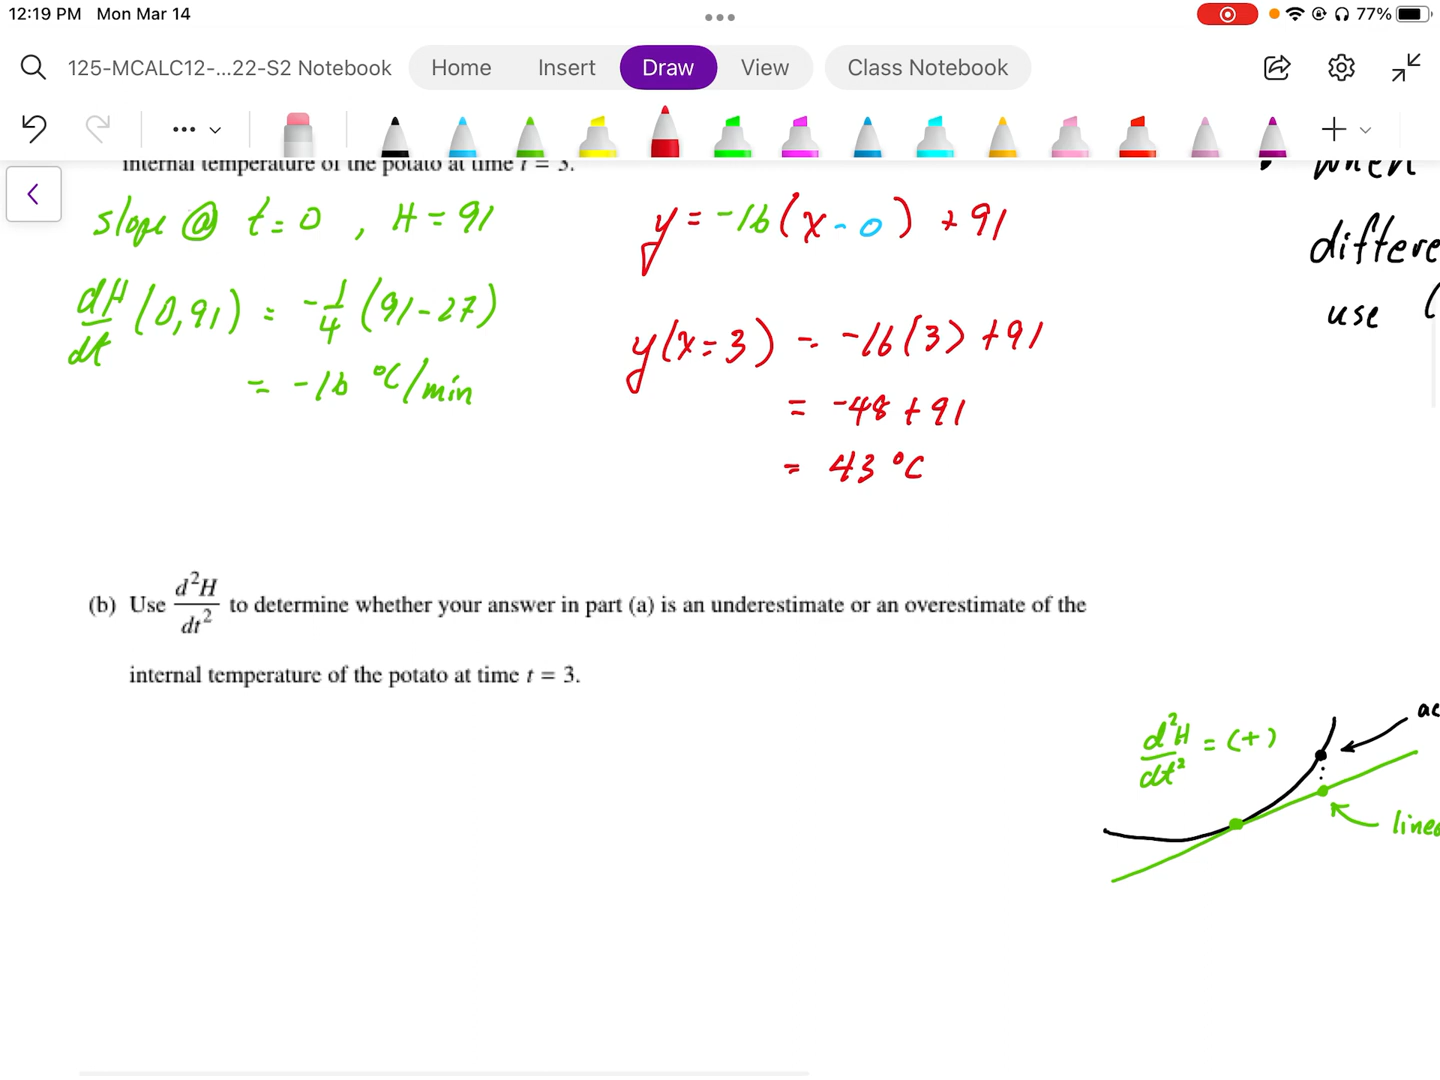 12:19 PM Mon Mar 14
77%
125-MCALC12-...22-S2 Notebook
Home
Insert
Draw
View
Class Notebook
internal temperature of the potato at time t = 3.
when
slope @ t = 0 , H = 91
y = -16(x - 0) + 91
differe
dH/dt (0,91) = -1/4 (91-27)
use (
= -16 °C/min
y(x=3) = -16(3) + 91
= -48 + 91
= 43 °C
(b) Use d²H/dt² to determine whether your answer in part (a) is an underestimate or an overestimate of the
internal temperature of the potato at time t = 3.
d²H/dt² = (+)
ac
linea